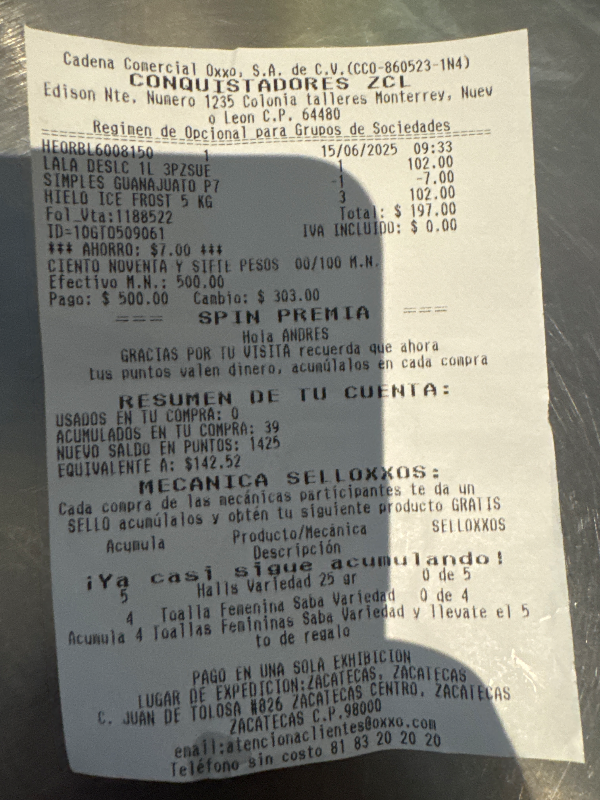 Cadena Comercial Oxxo, S.A. de C.V.(CCO-860523-1N4)
CONQUISTADORES ZCL
Edison Nte. Numero 1235 Colonia talleres Monterrey, Nuev
o Leon C.P. 64480
Regimen de Opcional para Grupos de Sociedades
HEORBL6008150 1 15/06/2025 09:33
LALA DESLC 1L 3PZSUE 1 102.00
SIMPLES GUANAJUATO P7 -1 -7.00
HIELO ICE FROST 5 KG 3 102.00
Fol_Vta:1188522 Total: $ 197.00
ID=10GTO509061 IVA INCLUIDO: $ 0.00
*** AHORRO: $7.00 ***
CIENTO NOVENTA Y SIETE PESOS 00/100 M.N.
Efectivo M.N.: 500.00
Pago: $ 500.00 Cambio: $ 303.00
=== SPIN PREMIA ===
Hola ANDRES
GRACIAS POR TU VISITA recuerda que ahora
tus puntos valen dinero, acumúlalos en cada compra
RESUMEN DE TU CUENTA:
USADOS EN TU COMPRA: 0
ACUMULADOS EN TU COMPRA: 39
NUEVO SALDO EN PUNTOS: 1425
EQUIVALENTE A: $142.52
MECANICA SELLOXXOS:
Cada compra de las mecánicas participantes te da un
SELLO acumúlalos y obtén tu siguiente producto GRATIS
Acumula Producto/Mecánica SELLOXXOS
Descripción
¡Ya casi sigue acumulando!
5 Halls Variedad 25 gr 0 de 5
4 Toalla Femenina Saba Variedad 0 de 4
Acumula 4 Toallas Femininas Saba Variedad y llevate el 5
to de regalo
PAGO EN UNA SOLA EXHIBICION
LUGAR DE EXPEDICION:ZACATECAS, ZACATECAS
C. JUAN DE TOLOSA #826 ZACATECAS CENTRO, ZACATECAS
ZACATECAS C.P.98000
email:atencionaclientes@oxxo.com
Teléfono sin costo 81 83 20 20 20